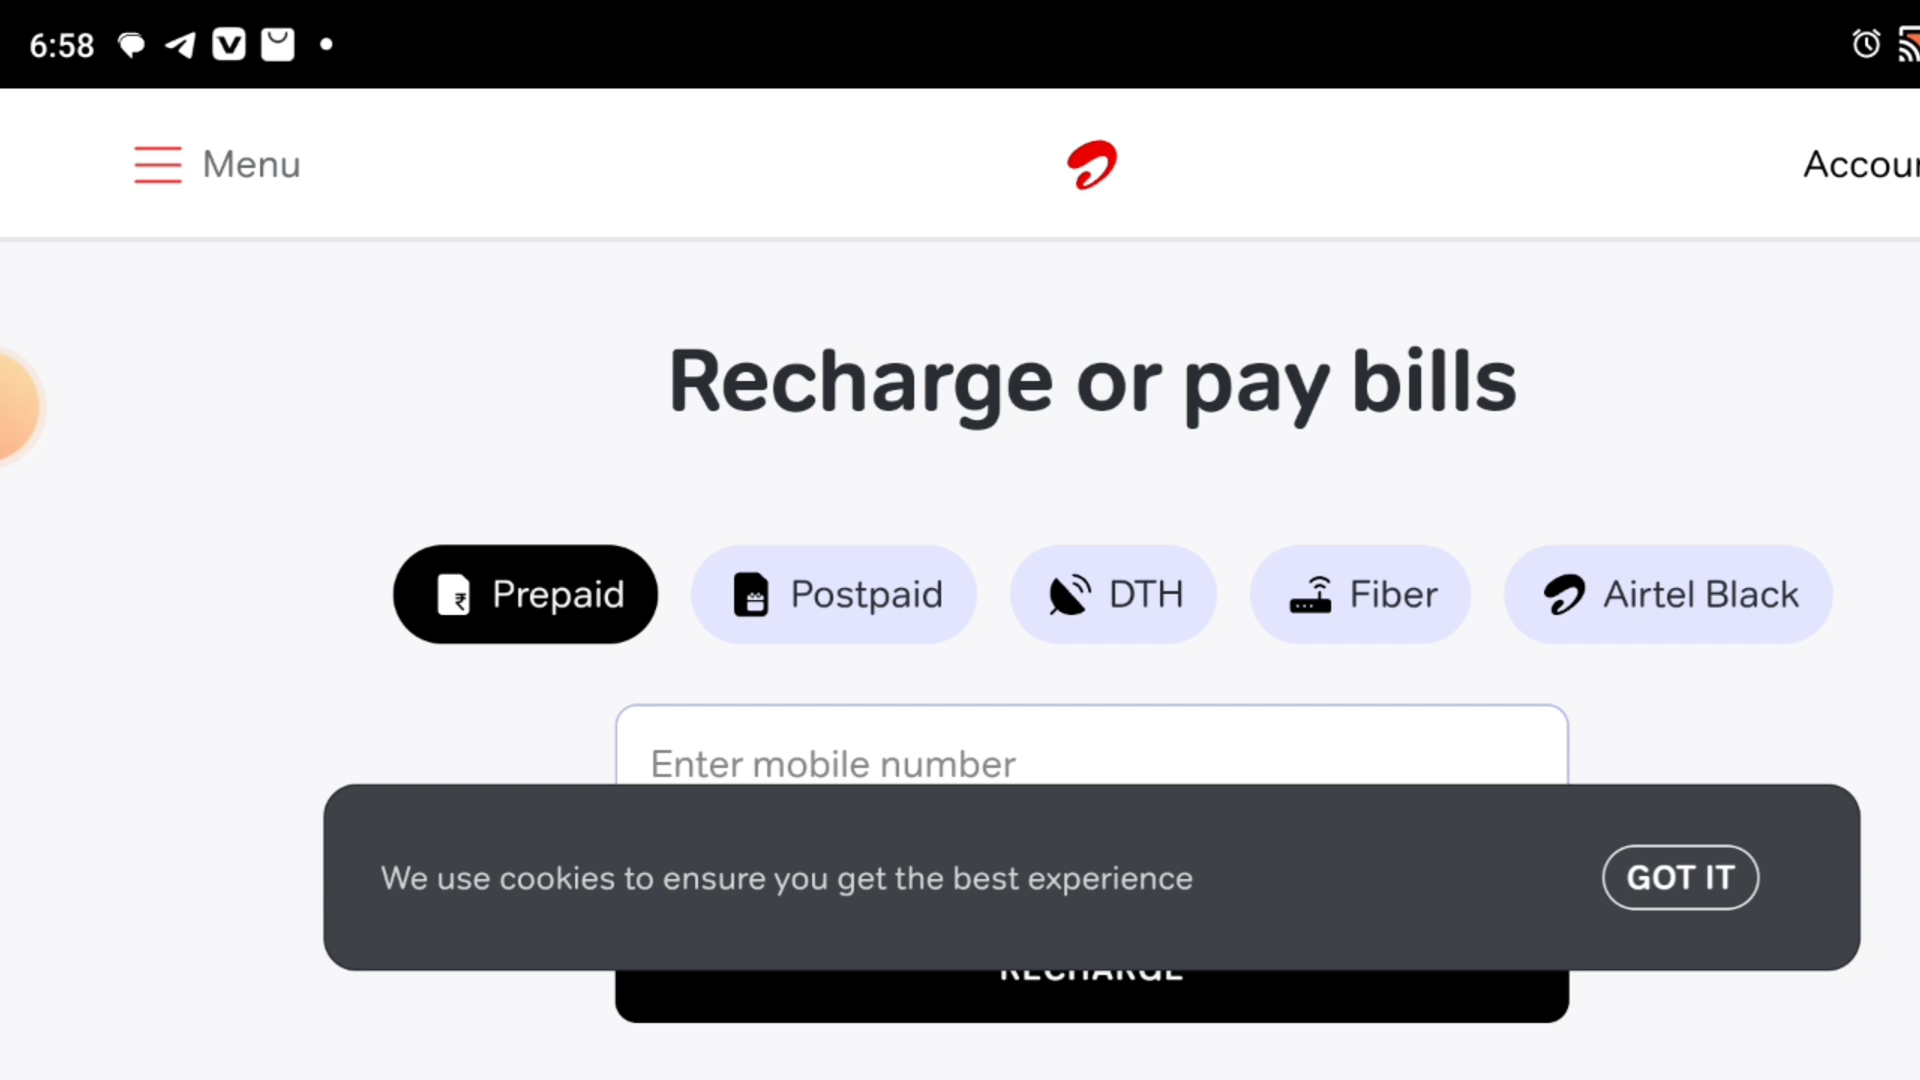 6:58
Menu
Recharge or pay bills
Prepaid
Postpaid
DTH
Fiber
Airtel Black
Enter mobile number
We use cookies to ensure you get the best experience
GOT IT
RECHARGE